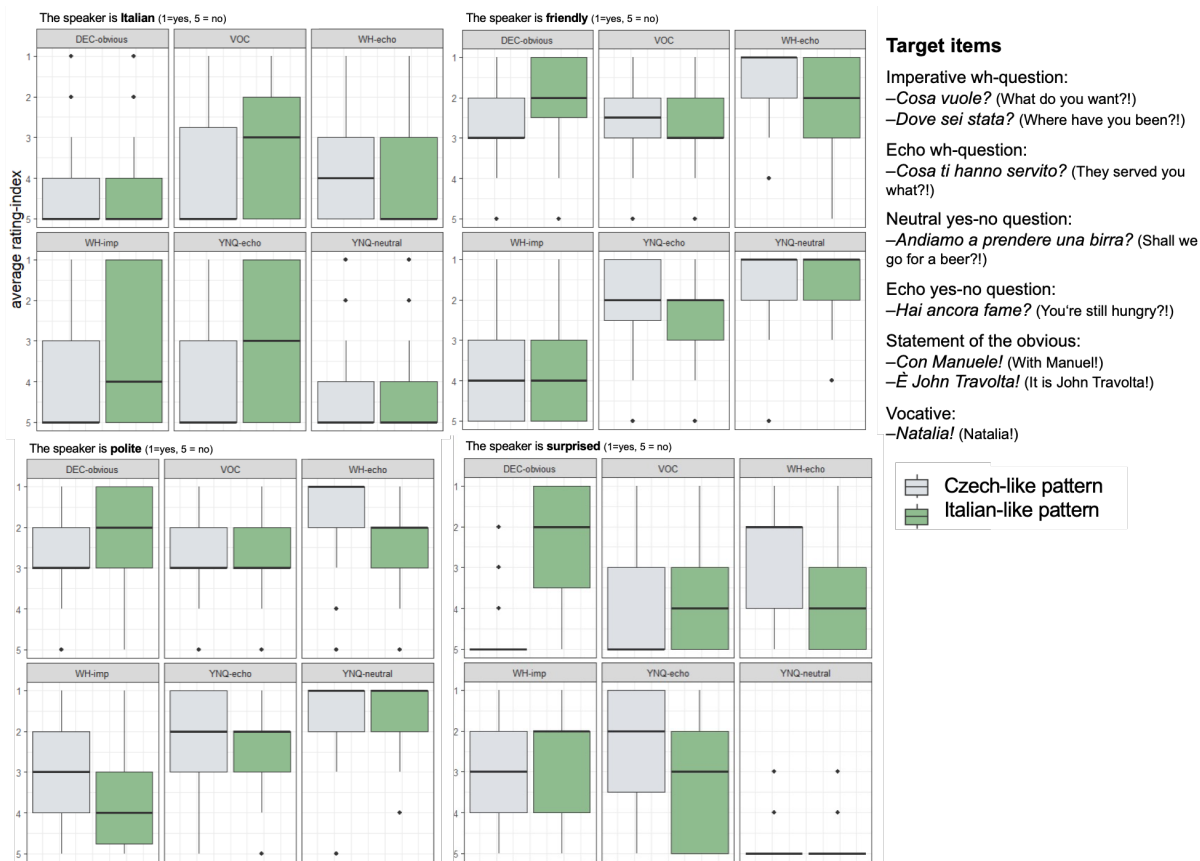 The speaker is Italian (1=yes, 5 = no)
DEC-obvious
VOC
WH-echo
1
2
3
4
5
WH-imp
YNQ-echo
YNQ-neutral
1
2
3
4
5
average rating-index
The speaker is friendly (1=yes, 5 = no)
DEC-obvious
VOC
WH-echo
1
2
3
4
5
WH-imp
YNQ-echo
YNQ-neutral
1
2
3
4
5
The speaker is polite (1=yes, 5 = no)
DEC-obvious
VOC
WH-echo
1
2
3
4
5
WH-imp
YNQ-echo
YNQ-neutral
1
2
3
4
5
The speaker is surprised (1=yes, 5 = no)
DEC-obvious
VOC
WH-echo
1
2
3
4
5
WH-imp
YNQ-echo
YNQ-neutral
1
2
3
4
5
Target items
Imperative wh-question:
–Cosa vuole? (What do you want?!)
–Dove sei stata? (Where have you been?!)
Echo wh-question:
–Cosa ti hanno servito? (They served you
what?!)
Neutral yes-no question:
–Andiamo a prendere una birra? (Shall we
go for a beer?!)
Echo yes-no question:
–Hai ancora fame? (You‘re still hungry?!)
Statement of the obvious:
–Con Manuele! (With Manuel!)
–È John Travolta! (It is John Travolta!)
Vocative:
–Natalia! (Natalia!)
Czech-like pattern
Italian-like pattern